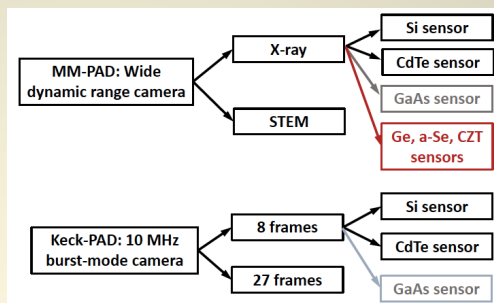 Si sensor
X-ray
MM-PAD: Wide
dynamic range camera
CdTe sensor
GaAs sensor
STEM
Ge, a-Se, CZT
sensors
Si sensor
8 frames
Keck-PAD: 10 MHz
burst-mode camera
CdTe sensor
27 frames
GaAs sensor